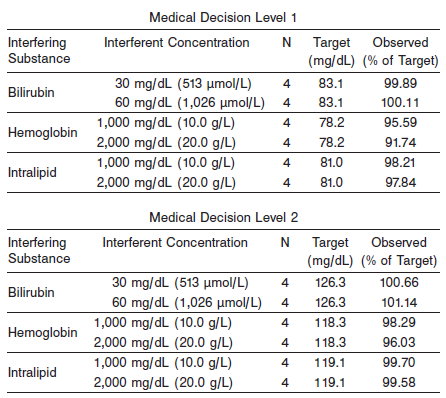 Medical Decision Level 1
Interfering Substance Interferent Concentration N Target (mg/dL) Observed (% of Target)
Bilirubin 30 mg/dL (513 µmol/L) 4 83.1 99.89
60 mg/dL (1,026 µmol/L) 4 83.1 100.11
Hemoglobin 1,000 mg/dL (10.0 g/L) 4 78.2 95.59
2,000 mg/dL (20.0 g/L) 4 78.2 91.74
Intralipid 1,000 mg/dL (10.0 g/L) 4 81.0 98.21
2,000 mg/dL (20.0 g/L) 4 81.0 97.84
Medical Decision Level 2
Interfering Substance Interferent Concentration N Target (mg/dL) Observed (% of Target)
Bilirubin 30 mg/dL (513 µmol/L) 4 126.3 100.66
60 mg/dL (1,026 µmol/L) 4 126.3 101.14
Hemoglobin 1,000 mg/dL (10.0 g/L) 4 118.3 98.29
2,000 mg/dL (20.0 g/L) 4 118.3 96.03
Intralipid 1,000 mg/dL (10.0 g/L) 4 119.1 99.70
2,000 mg/dL (20.0 g/L) 4 119.1 99.58